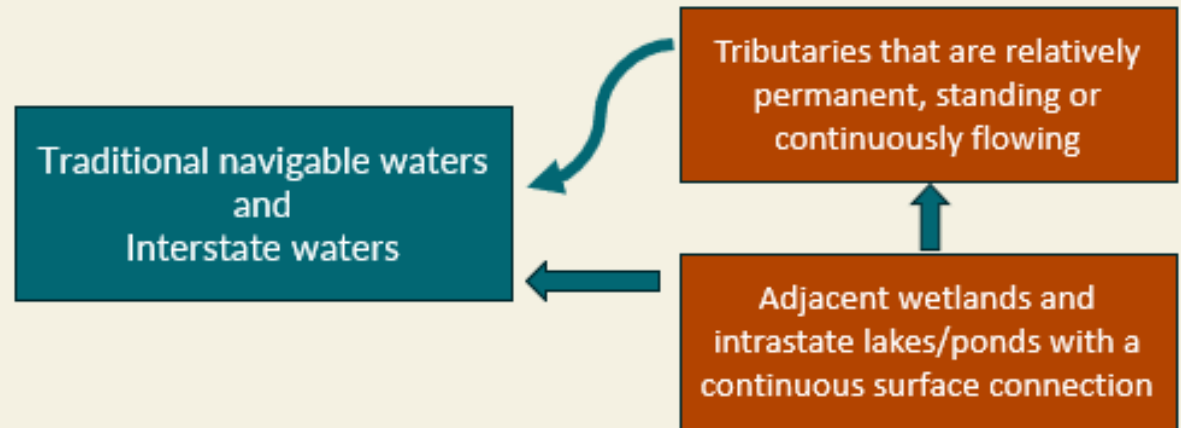 Traditional navigable waters
and
Interstate waters
Tributaries that are relatively
permanent, standing or
continuously flowing
Adjacent wetlands and
intrastate lakes/ponds with a
continuous surface connection